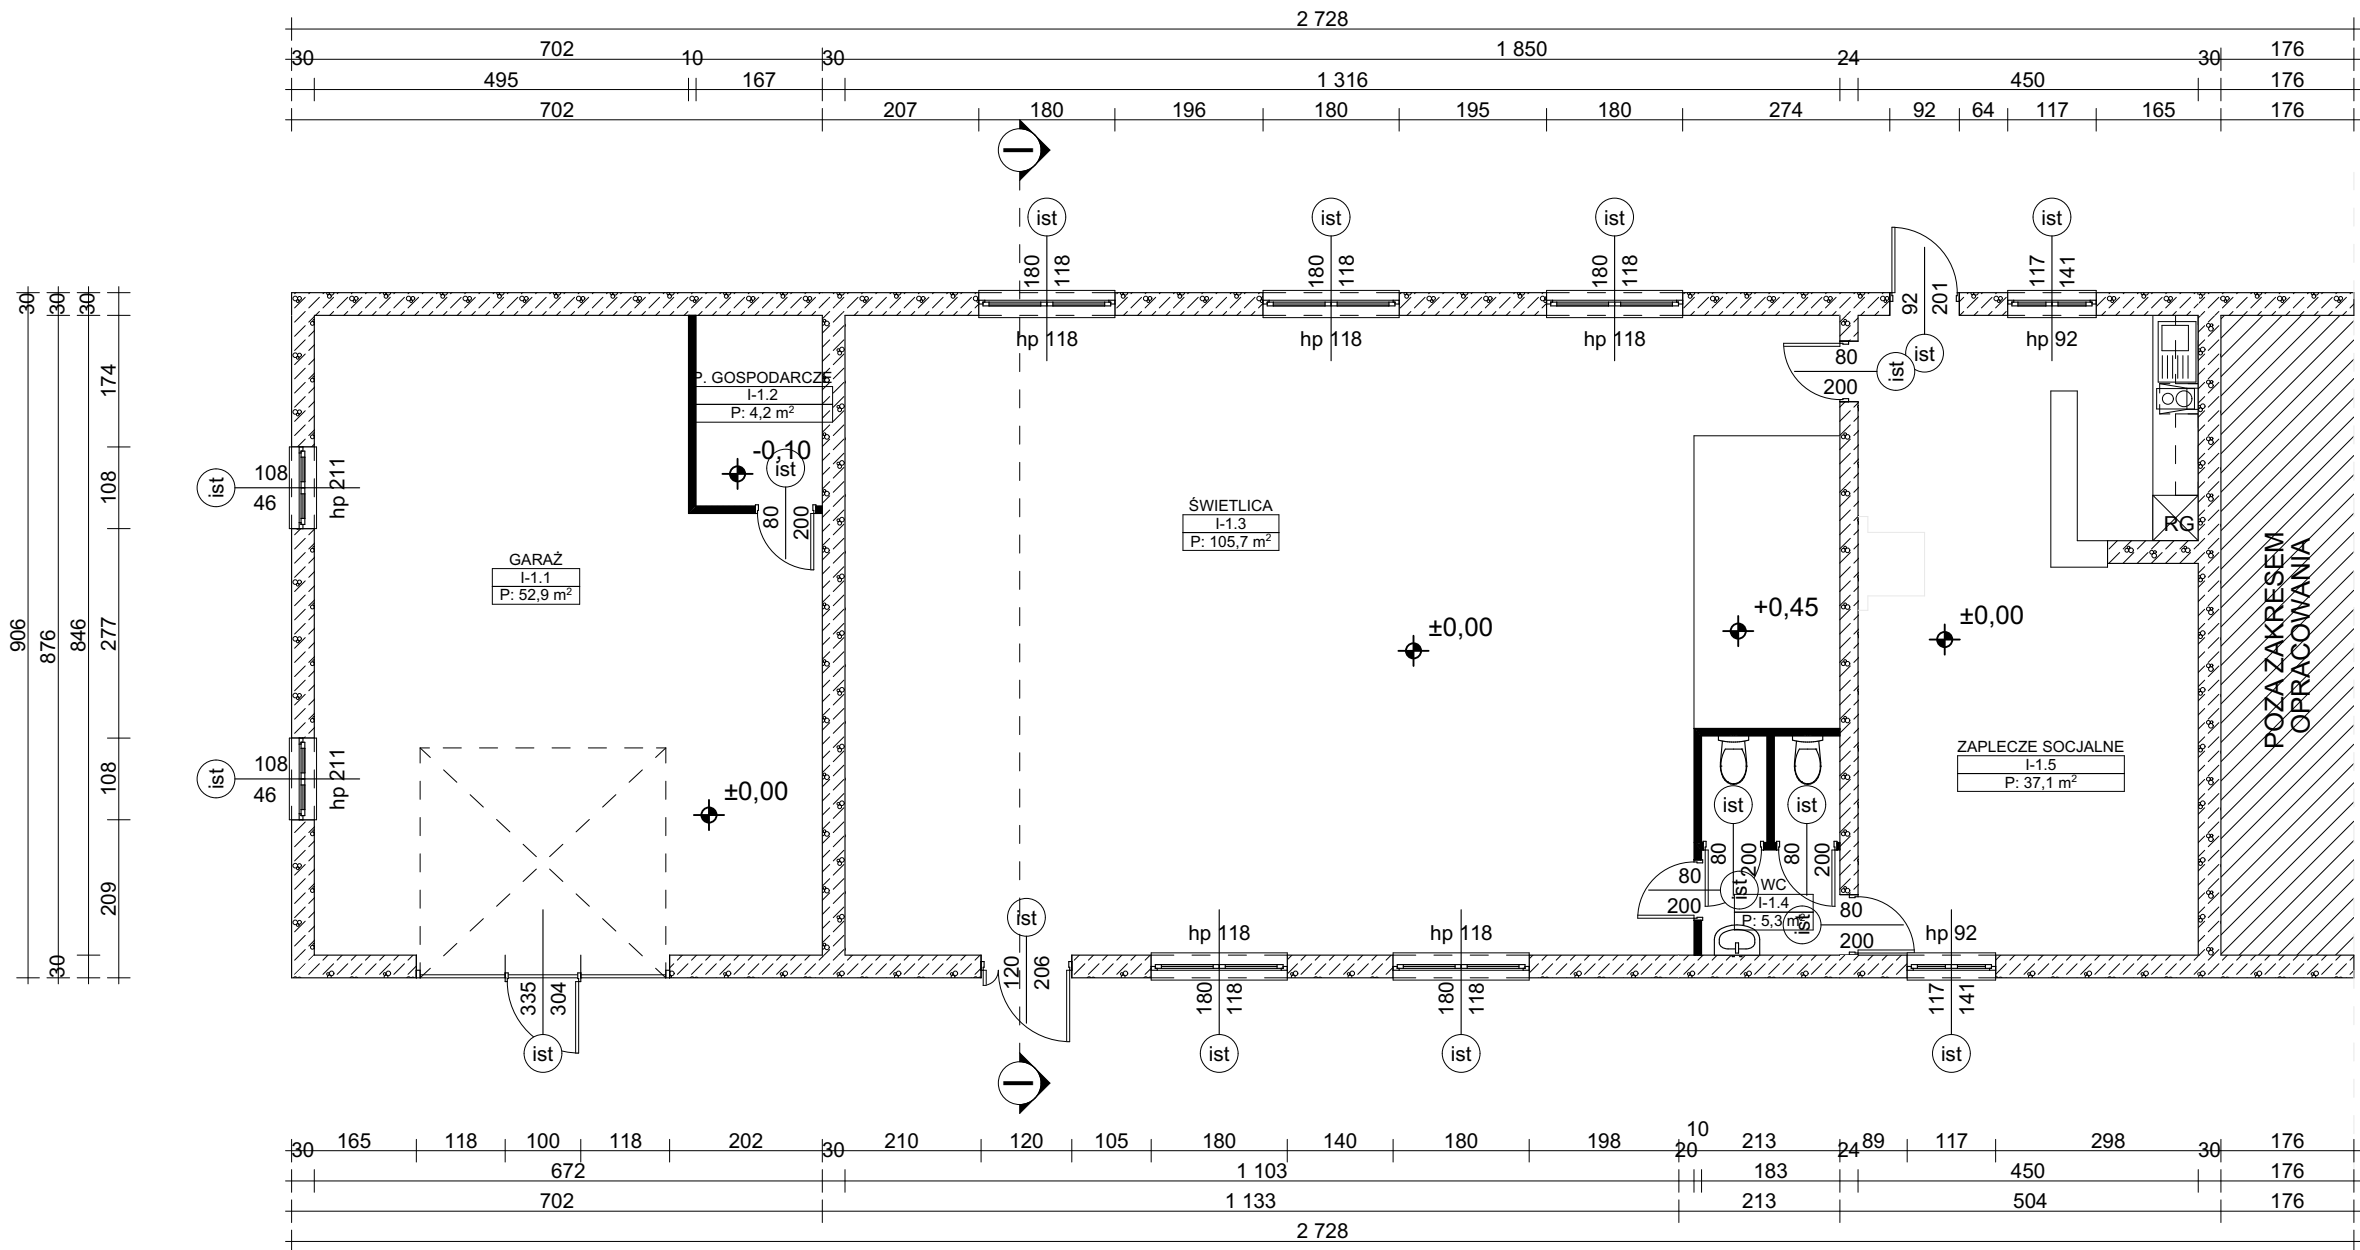 2 728
30 702 10 30 1 850 24 30 176
495 167 1 316 450 176
702 207 180 196 180 195 180 274 92 64 117 165 176
ist ist ist ist
180 118 180 118 180 118 92 201 117 141
hp 118 hp 118 hp 118 ist hp 92
30 30 30
80
200
ist
P. GOSPODARCZE
I-1.2
P: 4,2 m²
-0,10
ist
80 200
174
108
277
108
209
30
906 876 846
ist 108 46 hp 211
ist 108 46 hp 211
GARAŻ
I-1.1
P: 52,9 m²
±0,00
ŚWIETLICA
I-1.3
P: 105,7 m²
±0,00
+0,45
±0,00
RG
POZA ZAKRESEM
OPRACOWANIA
ZAPLECZE SOCJALNE
I-1.5
P: 37,1 m²
ist ist
80 200 80 200
80
200
ist
WC
I-1.4
P: 5,3 m²
ist
80
200
ist
120 206
hp 118 hp 118 hp 92
335 304 180 118 180 118 117 141
ist ist ist ist
30 165 118 100 118 202 30 210 120 105 180 140 180 198 20 10 213 24 89 117 298 30 176
672 1 103 183 450 176
702 1 133 213 504 176
2 728